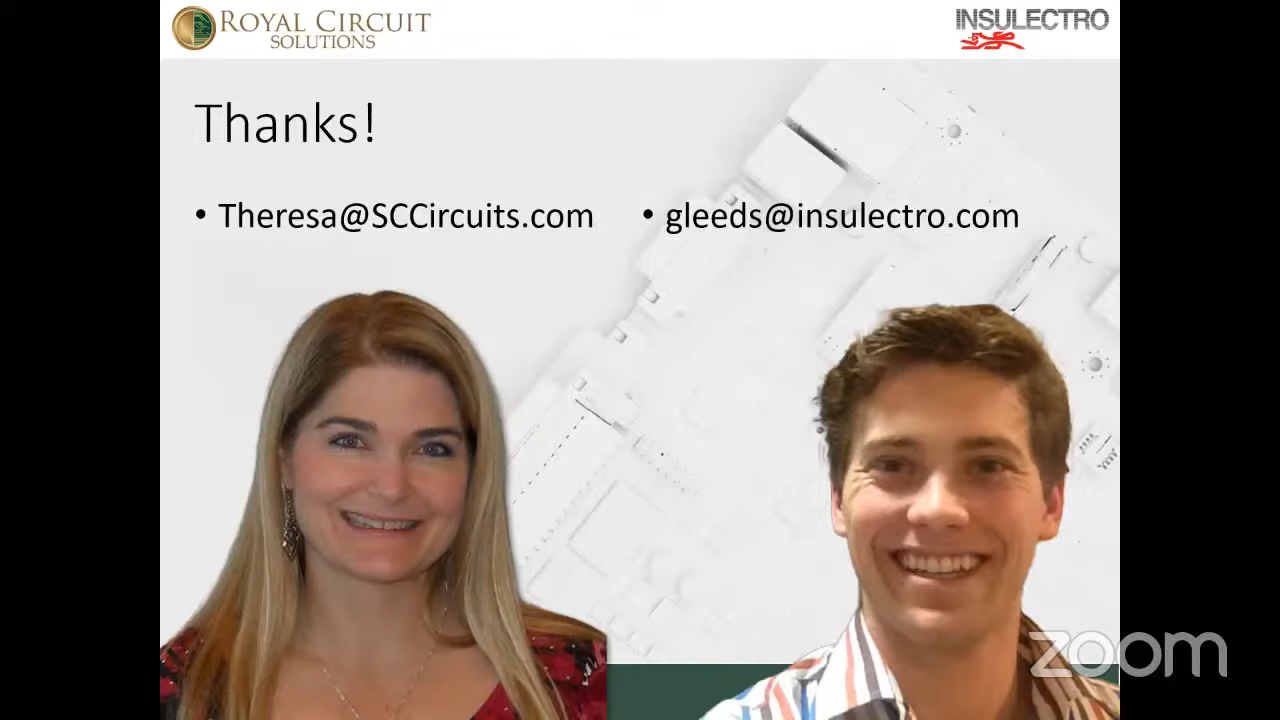 ROYAL CIRCUIT
SOLUTIONS
INSULECTRO
Thanks!
• Theresa@SCCircuits.com
• gleeds@insulectro.com
zoom